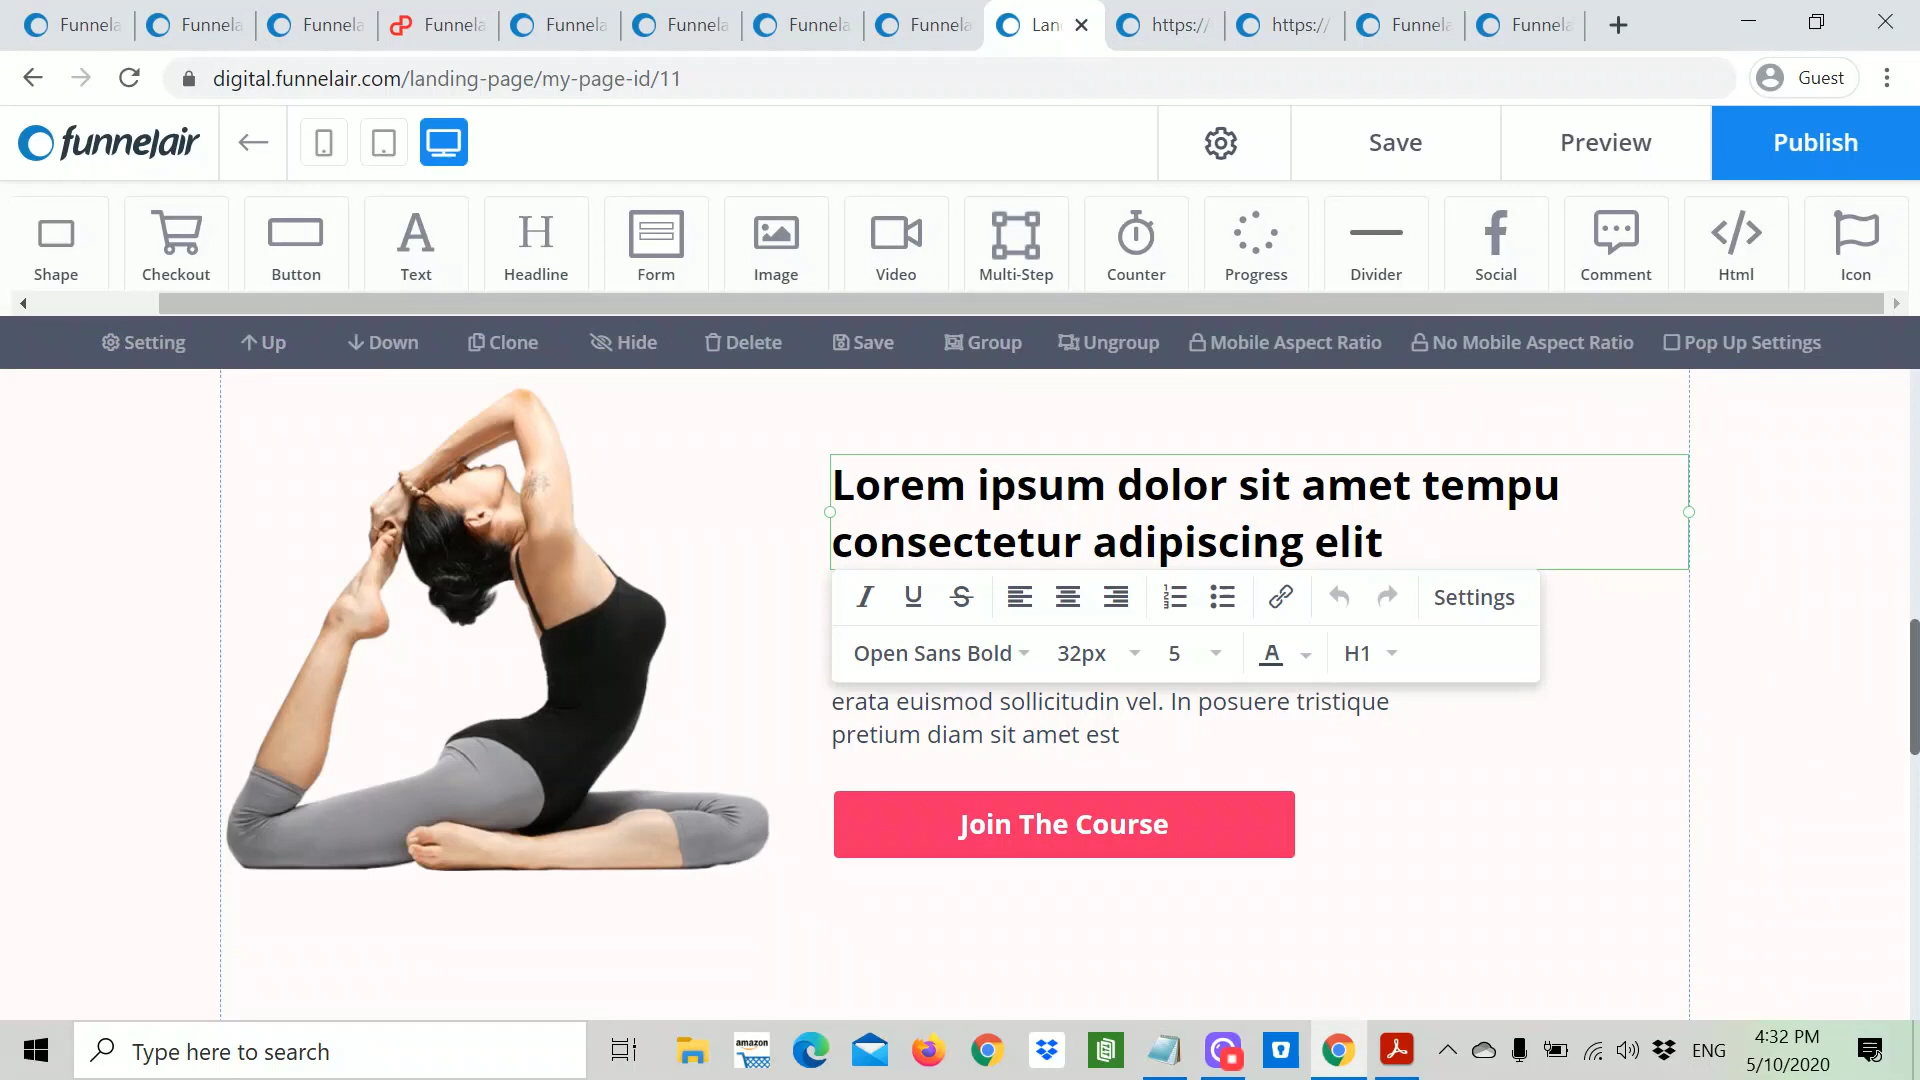 Funnela
Funnela
Funnela
Funnela
Funnela
Funnela
Funnela
Funnela
Lan
https://
https://
Funnela
Funnela
digital.funnelair.com/landing-page/my-page-id/11
Guest
funnelair
Save
Preview
Publish
Shape
Checkout
Button
Text
Headline
Form
Image
Video
Multi-Step
Counter
Progress
Divider
Social
Comment
Html
Icon
Setting
Up
Down
Clone
Hide
Delete
Save
Group
Ungroup
Mobile Aspect Ratio
No Mobile Aspect Ratio
Pop Up Settings
Lorem ipsum dolor sit amet tempu
consectetur adipiscing elit
Settings
Open Sans Bold
32px
5
A
H1
erata euismod sollicitudin vel. In posuere tristique
pretium diam sit amet est
Join The Course
Type here to search
amazon
ENG
4:32 PM
5/10/2020